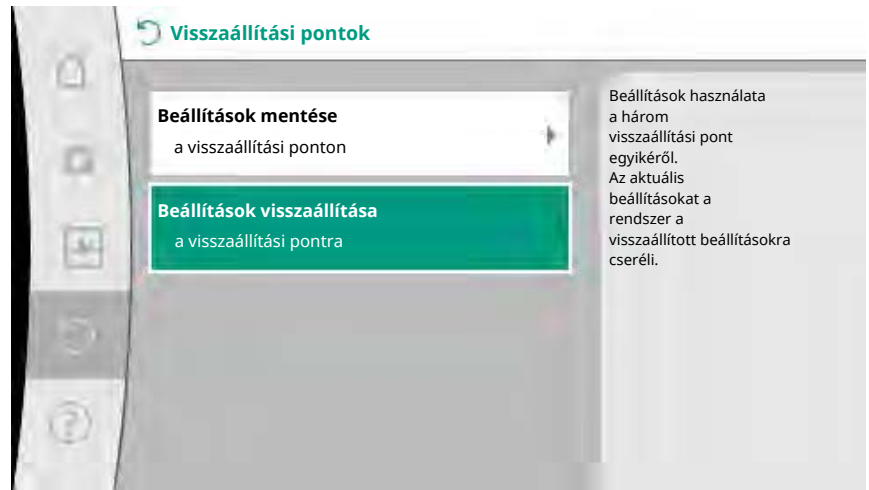 Visszaállítási pontok
Beállítások mentése
a visszaállítási ponton
Beállítások visszaállítása
a visszaállítási pontra
Beállítások használata
a három
visszaállítási pont
egyikéről.
Az aktuális
beállításokat a
rendszer a
visszaállított beállításokra
cseréli.